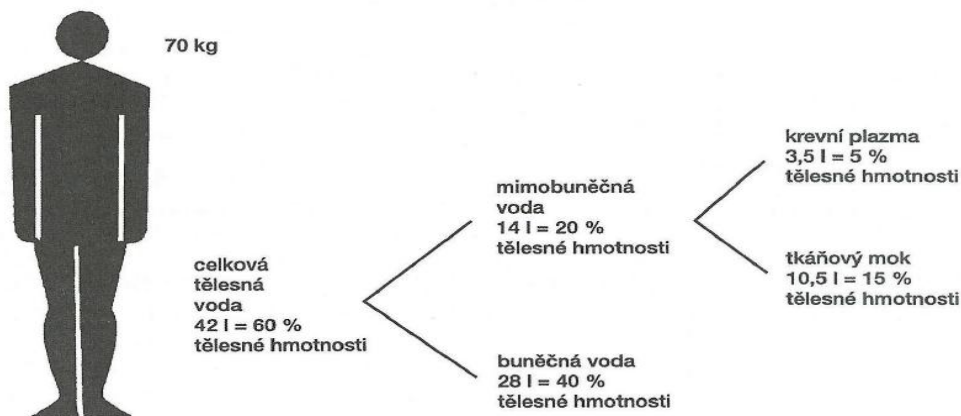 70 kg
celková
tělesná
voda
42 l = 60 %
tělesné hmotnosti
mimobuněčná
voda
14 l = 20 %
tělesné hmotnosti
buněčná voda
28 l = 40 %
tělesné hmotnosti
krevní plazma
3,5 l = 5 %
tělesné hmotnosti
tkáňový mok
10,5 l = 15 %
tělesné hmotnosti